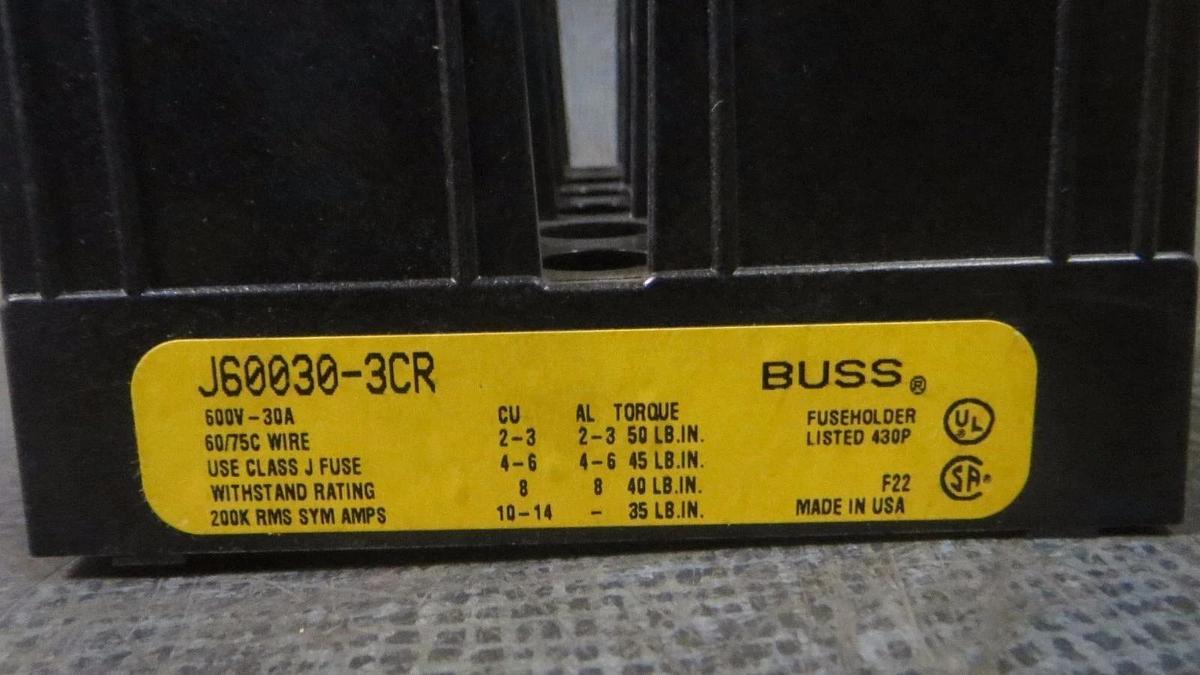 J60030-3CR
BUSS®
600V-30A CU AL TORQUE FUSEHOLDER
60/75C WIRE 2-3 2-3 50 LB.IN. LISTED 430P
USE CLASS J FUSE 4-6 4-6 45 LB.IN.
WITHSTAND RATING 8 8 40 LB.IN. F22
200K RMS SYM AMPS 10-14 - 35 LB.IN. MADE IN USA
UL®
SA®